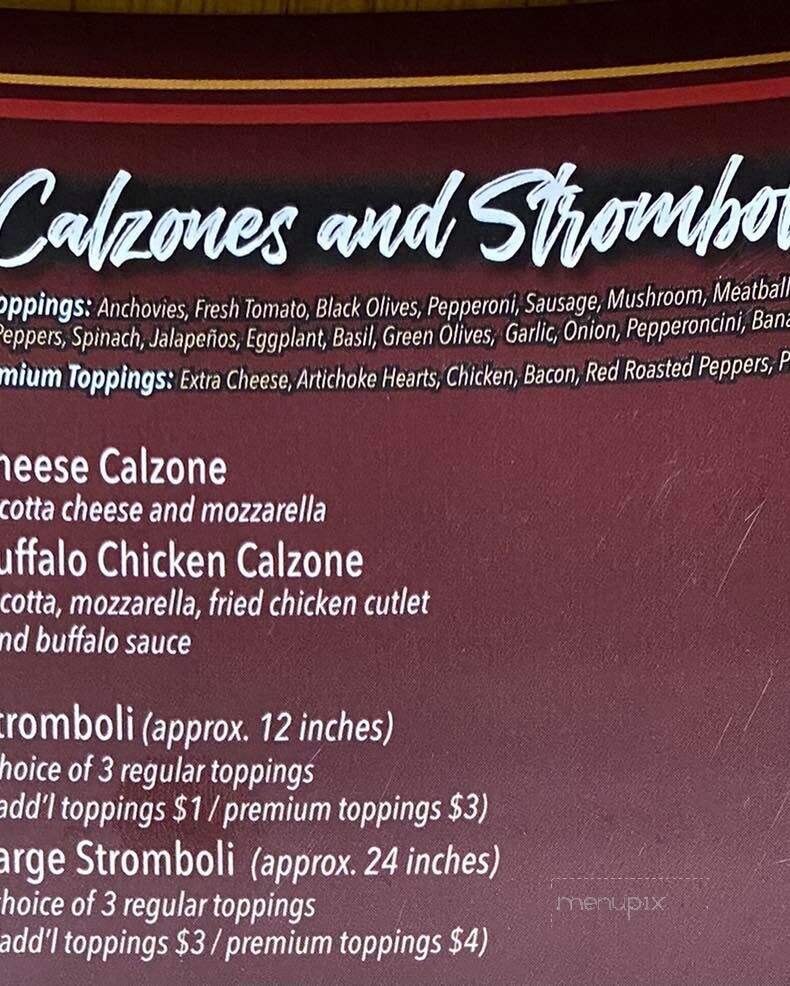 Calzones and Strombol
oppings: Anchovies, Fresh Tomato, Black Olives, Pepperoni, Sausage, Mushroom, Meatball
Peppers, Spinach, Jalapeños, Eggplant, Basil, Green Olives, Garlic, Onion, Pepperoncini, Bana
mium Toppings: Extra Cheese, Artichoke Hearts, Chicken, Bacon, Red Roasted Peppers, P
heese Calzone
cotta cheese and mozzarella
uffalo Chicken Calzone
cotta, mozzarella, fried chicken cutlet
nd buffalo sauce
tromboli (approx. 12 inches)
hoice of 3 regular toppings
add'l toppings $1 / premium toppings $3)
arge Stromboli (approx. 24 inches)
hoice of 3 regular toppings
add'l toppings $3 / premium toppings $4)
menupix